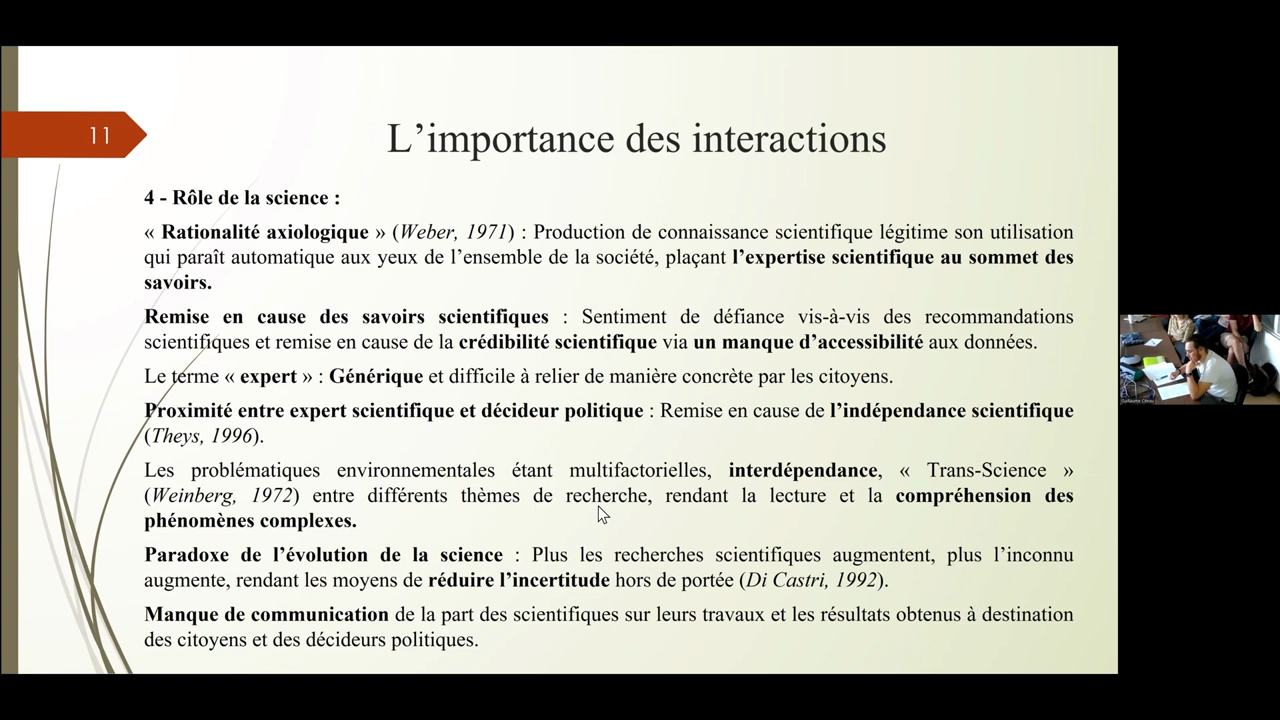 11
L’importance des interactions
4 - Rôle de la science :
« Rationalité axiologique » (Weber, 1971) : Production de connaissance scientifique légitime son utilisation
qui paraît automatique aux yeux de l’ensemble de la société, plaçant l’expertise scientifique au sommet des
savoirs.
Remise en cause des savoirs scientifiques : Sentiment de défiance vis-à-vis des recommandations
scientifiques et remise en cause de la crédibilité scientifique via un manque d’accessibilité aux données.
Le terme « expert » : Générique et difficile à relier de manière concrète par les citoyens.
Proximité entre expert scientifique et décideur politique : Remise en cause de l’indépendance scientifique
(Theys, 1996).
Les problématiques environnementales étant multifactorielles, interdépendance, « Trans-Science »
(Weinberg, 1972) entre différents thèmes de recherche, rendant la lecture et la compréhension des
phénomènes complexes.
Paradoxe de l’évolution de la science : Plus les recherches scientifiques augmentent, plus l’inconnu
augmente, rendant les moyens de réduire l’incertitude hors de portée (Di Castri, 1992).
Manque de communication de la part des scientifiques sur leurs travaux et les résultats obtenus à destination
des citoyens et des décideurs politiques.
Guillaume